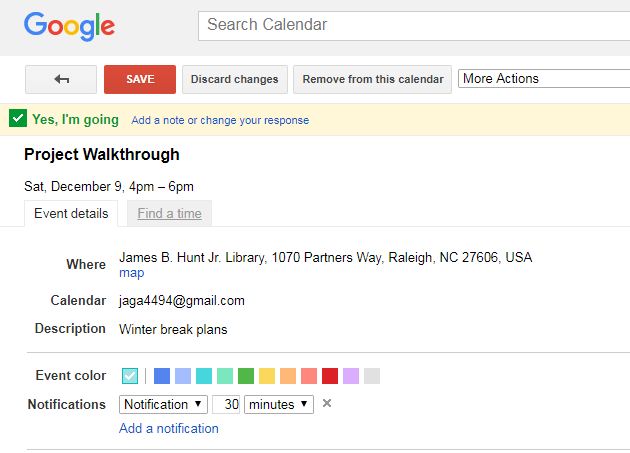 Google
Search Calendar
SAVE Discard changes Remove from this calendar More Actions
Yes, I'm going Add a note or change your response
Project Walkthrough
Sat, December 9, 4pm – 6pm
Event details Find a time
Where James B. Hunt Jr. Library, 1070 Partners Way, Raleigh, NC 27606, USA
map
Calendar jaga4494@gmail.com
Description Winter break plans
Event color
Notifications Notification 30 minutes
Add a notification